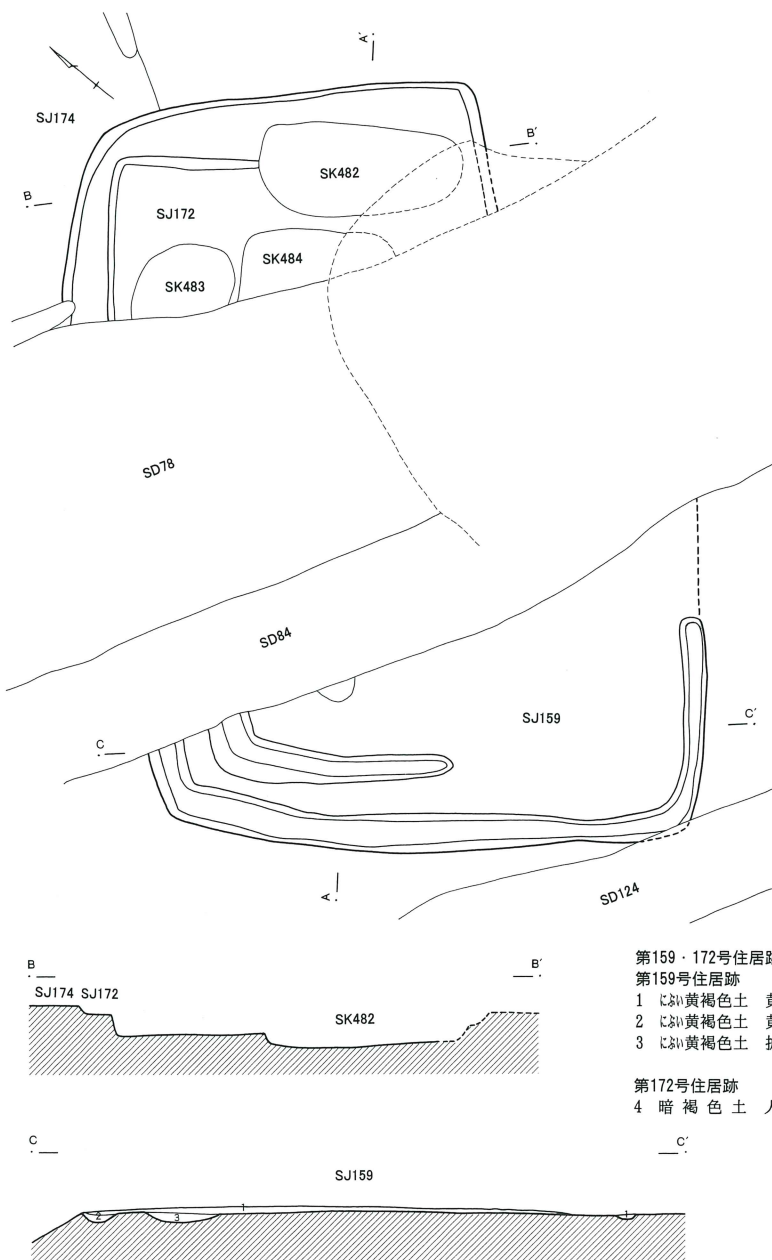 A′
SJ174
B′
SK482
B
SJ172
SK484
SK483
SD78
SD84
SJ159
C′
C
A
SD124
B
B′
SJ174 SJ172
SK482
第159・172号住居跡
第159号住居跡
1 にぶい黄褐色土
2 にぶい黄褐色土
3 にぶい黄褐色土
第172号住居跡
4 暗褐色土
C
C′
SJ159
1
2
3
1